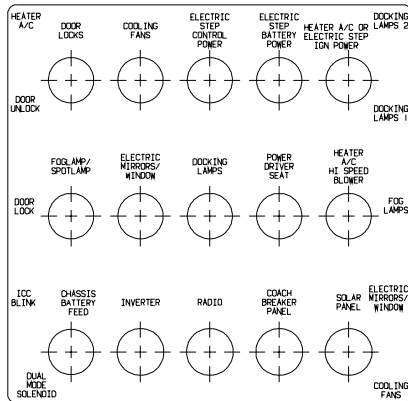 HEATER
A/C
DOOR
LOCKS
COOLING
FANS
ELECTRIC
STEP
CONTROL
POWER
ELECTRIC
STEP
BATTERY
POWER
HEATER A/C OR
ELECTRIC STEP
IGN POWER
DOCKING
LAMPS 2
DOOR
UNLOCK
DOCKING
LAMPS 1
FOGLAMP/
SPOTLAMP
ELECTRIC
MIRRORS/
WINDOW
DOCKING
LAMPS
POWER
DRIVER
SEAT
HEATER
A/C
HI SPEED
BLOWER
DOOR
LOCK
FOG
LAMPS
ICC
BLINK
CHASSIS
BATTERY
FEED
INVERTER
RADIO
COACH
BREAKER
PANEL
SOLAR
PANEL
ELECTRIC
MIRRORS/
WINDOW
DUAL
MODE
SOLENOID
COOLING
FANS